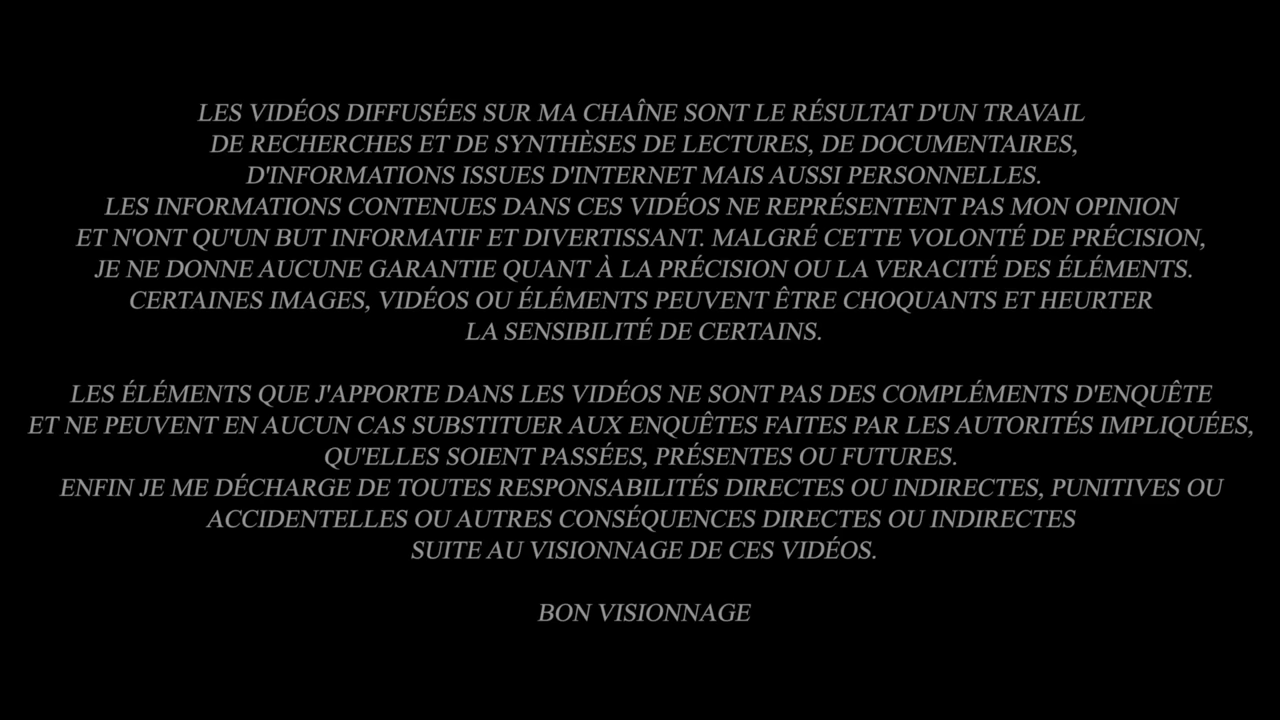 LES VIDÉOS DIFFUSÉES SUR MA CHAÎNE SONT LE RÉSULTAT D'UN TRAVAIL
DE RECHERCHES ET DE SYNTHÈSES DE LECTURES, DE DOCUMENTAIRES,
D'INFORMATIONS ISSUES D'INTERNET MAIS AUSSI PERSONNELLES.
LES INFORMATIONS CONTENUES DANS CES VIDÉOS NE REPRÉSENTENT PAS MON OPINION
ET N'ONT QU'UN BUT INFORMATIF ET DIVERTISSANT. MALGRÉ CETTE VOLONTÉ DE PRÉCISION,
JE NE DONNE AUCUNE GARANTIE QUANT À LA PRÉCISION OU LA VERACITÉ DES ÉLÉMENTS.
CERTAINES IMAGES, VIDÉOS OU ÉLÉMENTS PEUVENT ÊTRE CHOQUANTS ET HEURTER
LA SENSIBILITÉ DE CERTAINS.
LES ÉLÉMENTS QUE J'APPORTE DANS LES VIDÉOS NE SONT PAS DES COMPLÉMENTS D'ENQUÊTE
ET NE PEUVENT EN AUCUN CAS SUBSTITUER AUX ENQUÊTES FAITES PAR LES AUTORITÉS IMPLIQUÉES,
QU'ELLES SOIENT PASSÉES, PRÉSENTES OU FUTURES.
ENFIN JE ME DÉCHARGE DE TOUTES RESPONSABILITÉS DIRECTES OU INDIRECTES, PUNITIVES OU
ACCIDENTELLES OU AUTRES CONSÉQUENCES DIRECTES OU INDIRECTES
SUITE AU VISIONNAGE DE CES VIDÉOS.
BON VISIONNAGE